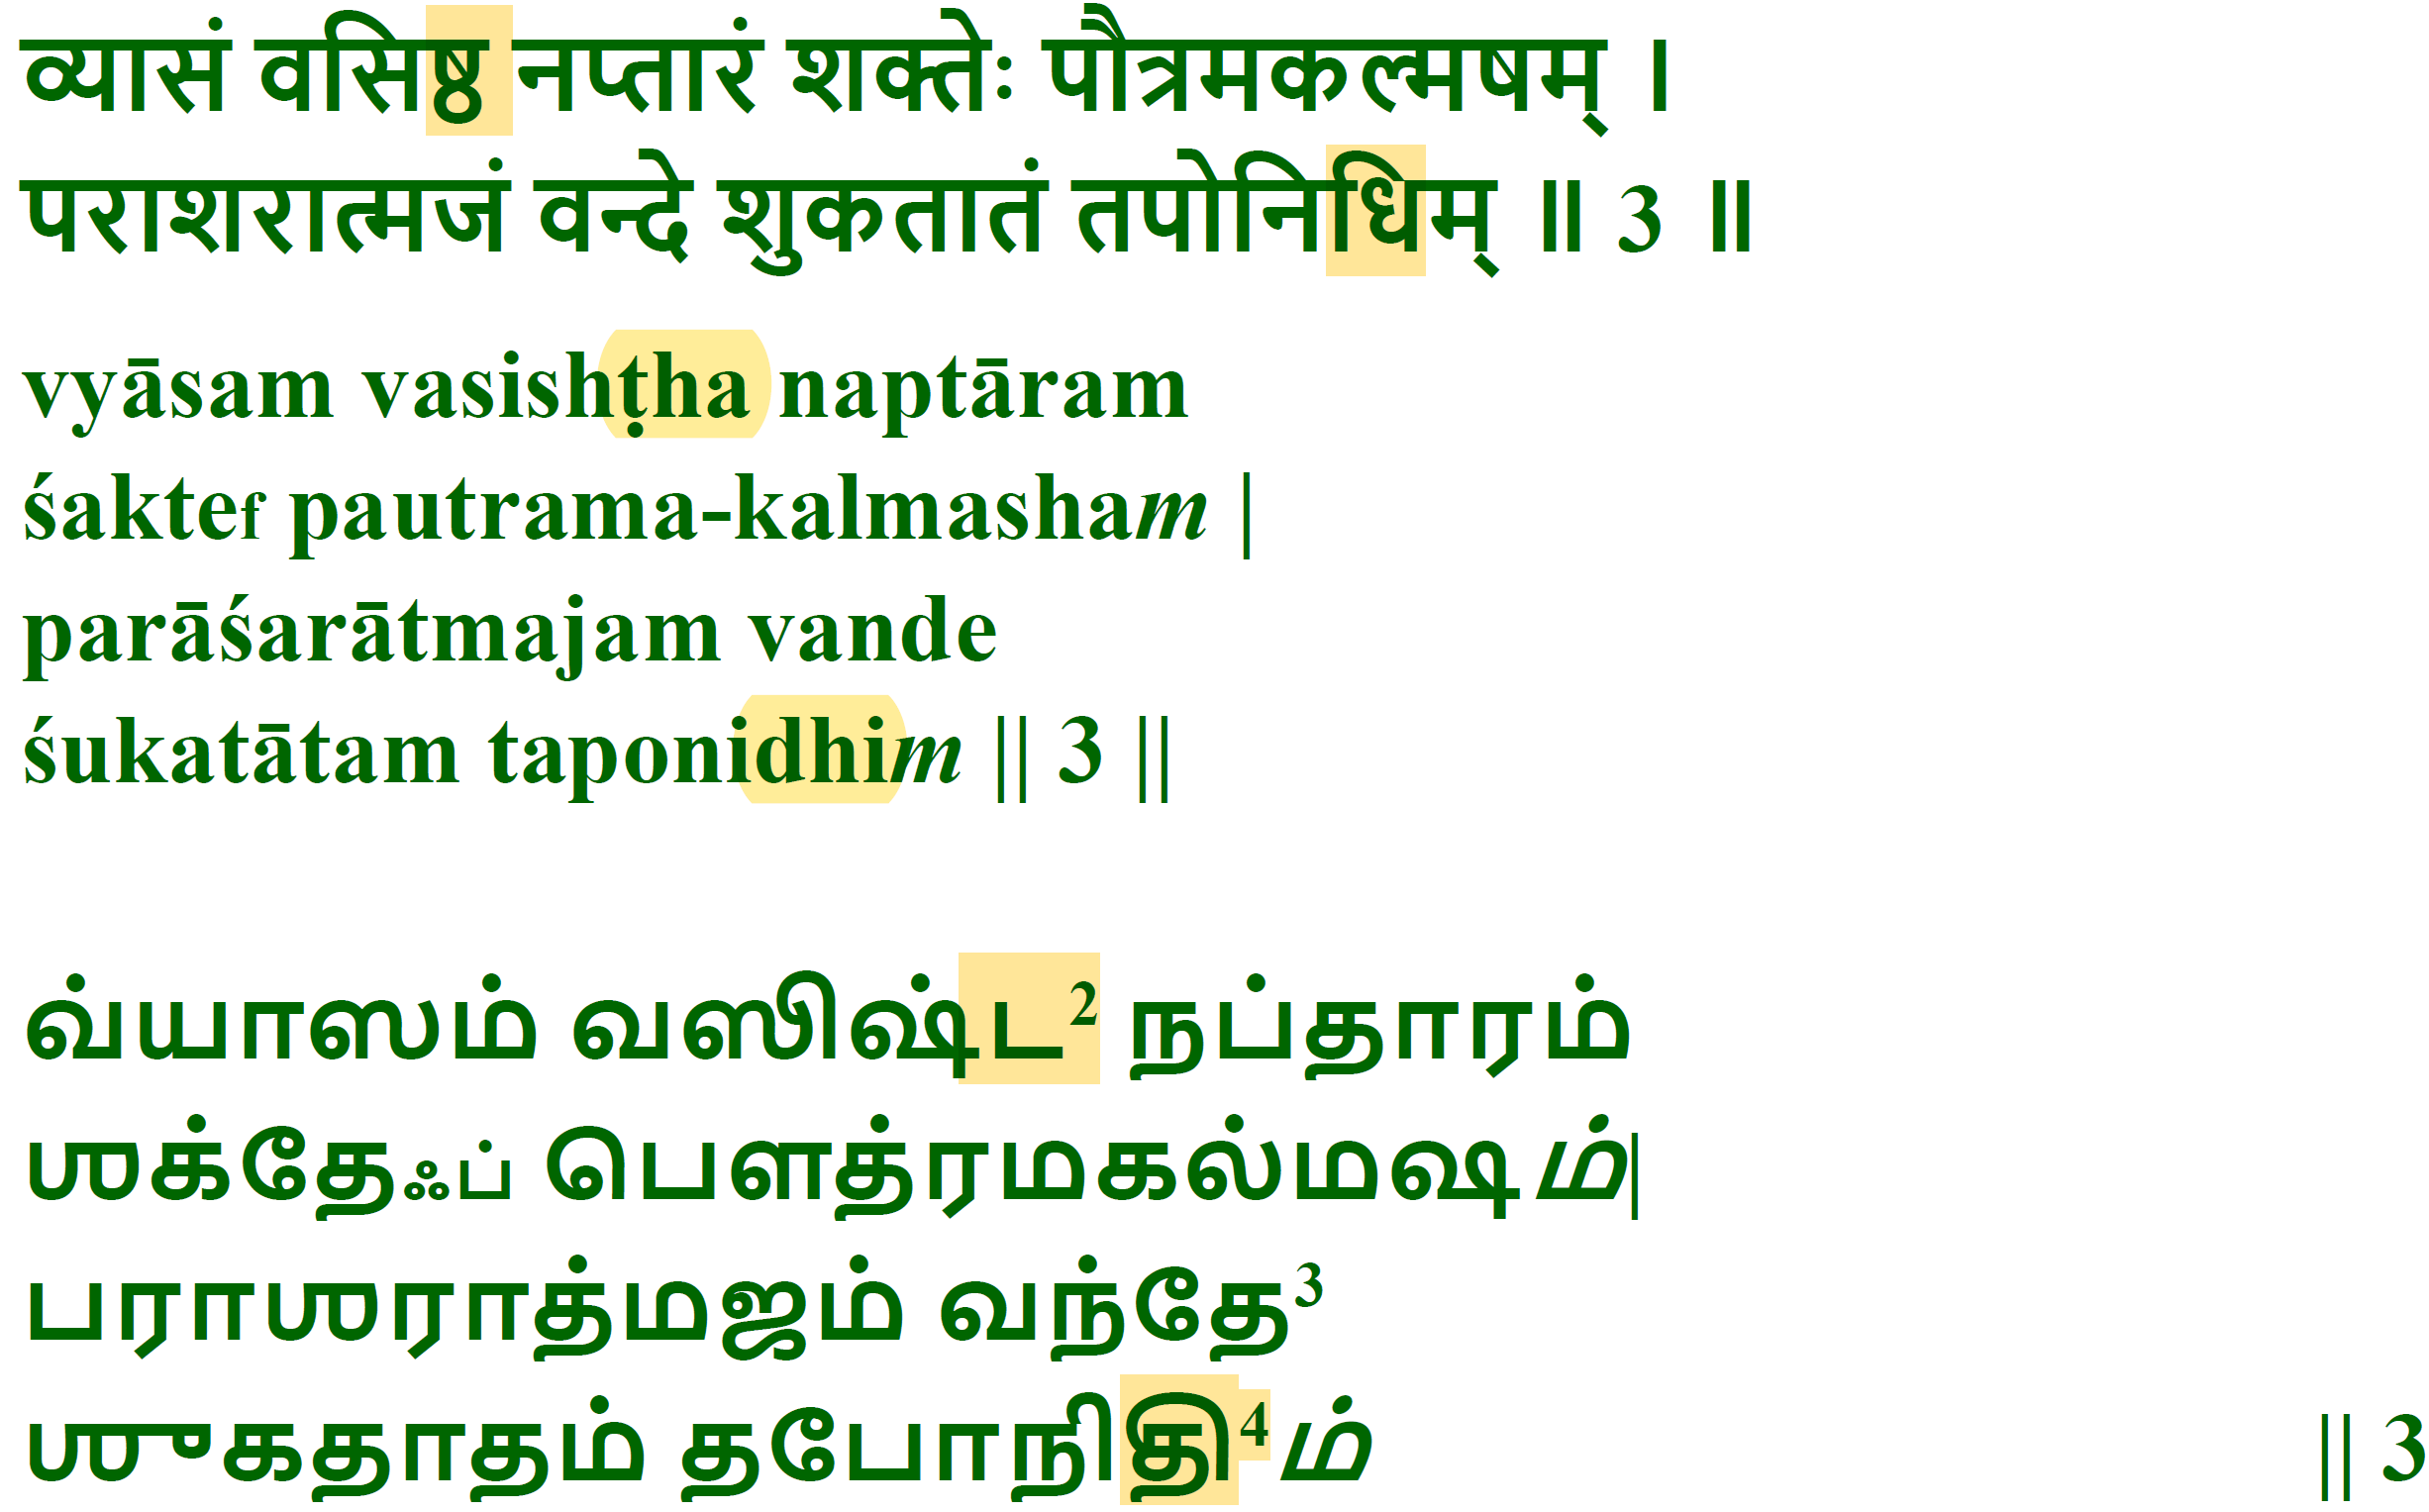 व्यासं वसिष्ठ नप्तारं शक्तेः पौत्रमकल्मषम् ।
पराशरात्मजं वन्दे शुकतातं तपोनिधिम् ॥ 3 ॥
vyāsam vasishṭha naptāram
śaktef pautrama-kalmasham |
parāśarātmajam vande
śukatātam taponidhim || 3 ||
வ்யாஸம் வஸிஷ்ட² நப்தாரம்
ஶக்தேஃப் பௌத்ரமகல்மஷம்|
பராஶராத்மஜம் வந்தே³
ஶுகதாதம் தபோநிதி⁴ம் || 3